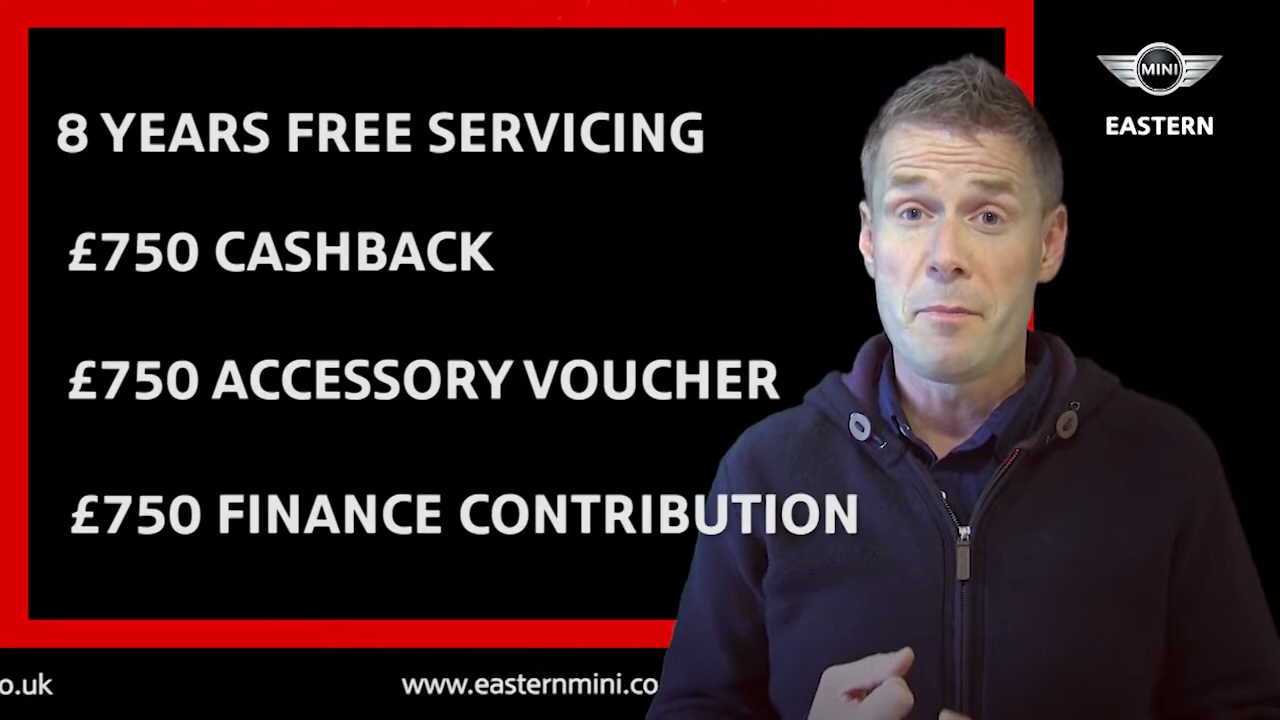 8 YEARS FREE SERVICING
£750 CASHBACK
£750 ACCESSORY VOUCHER
£750 FINANCE CONTRIBUTION
MINI
EASTERN
o.uk
www.easternmini.co